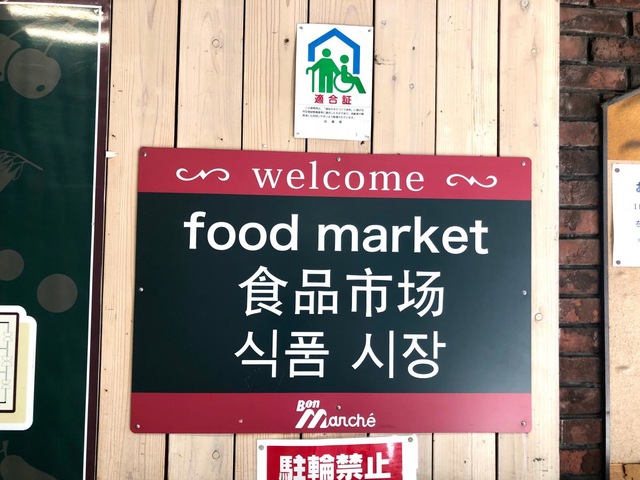 適合証
welcome
food market
食品市场
식품 시장
Bon
Marché
駐輪禁止